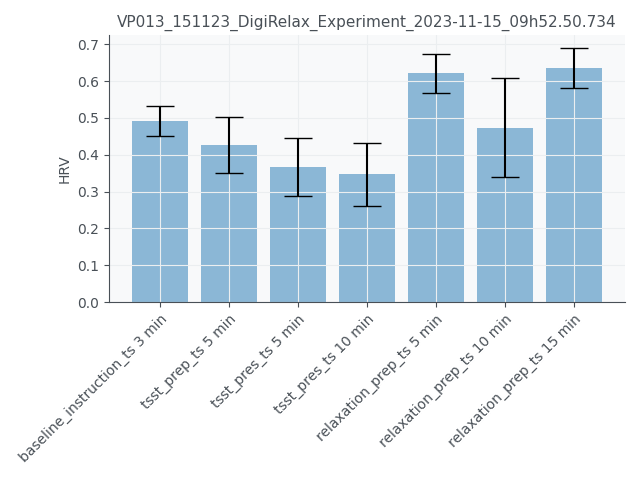 VP013_151123_DigiRelax_Experiment_2023-11-15_09h52.50.734
HRV
0.7
0.6
0.5
0.4
0.3
0.2
0.1
0.0
baseline_instruction_ts 3 min
tsst_prep_ts 5 min
tsst_pres_ts 5 min
tsst_pres_ts 10 min
relaxation_prep_ts 5 min
relaxation_prep_ts 10 min
relaxation_prep_ts 15 min